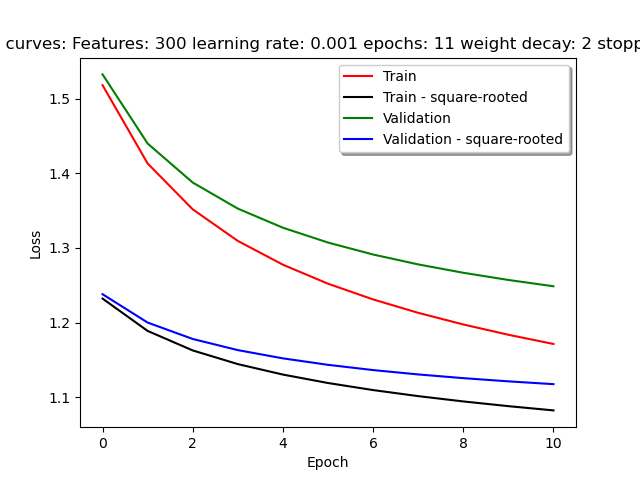 curves: Features: 300 learning rate: 0.001 epochs: 11 weight decay: 2
Train
Train - square-rooted
Validation
Validation - square-rooted
1.5
1.4
1.3
1.2
1.1
Loss
0 2 4 6 8 10
Epoch